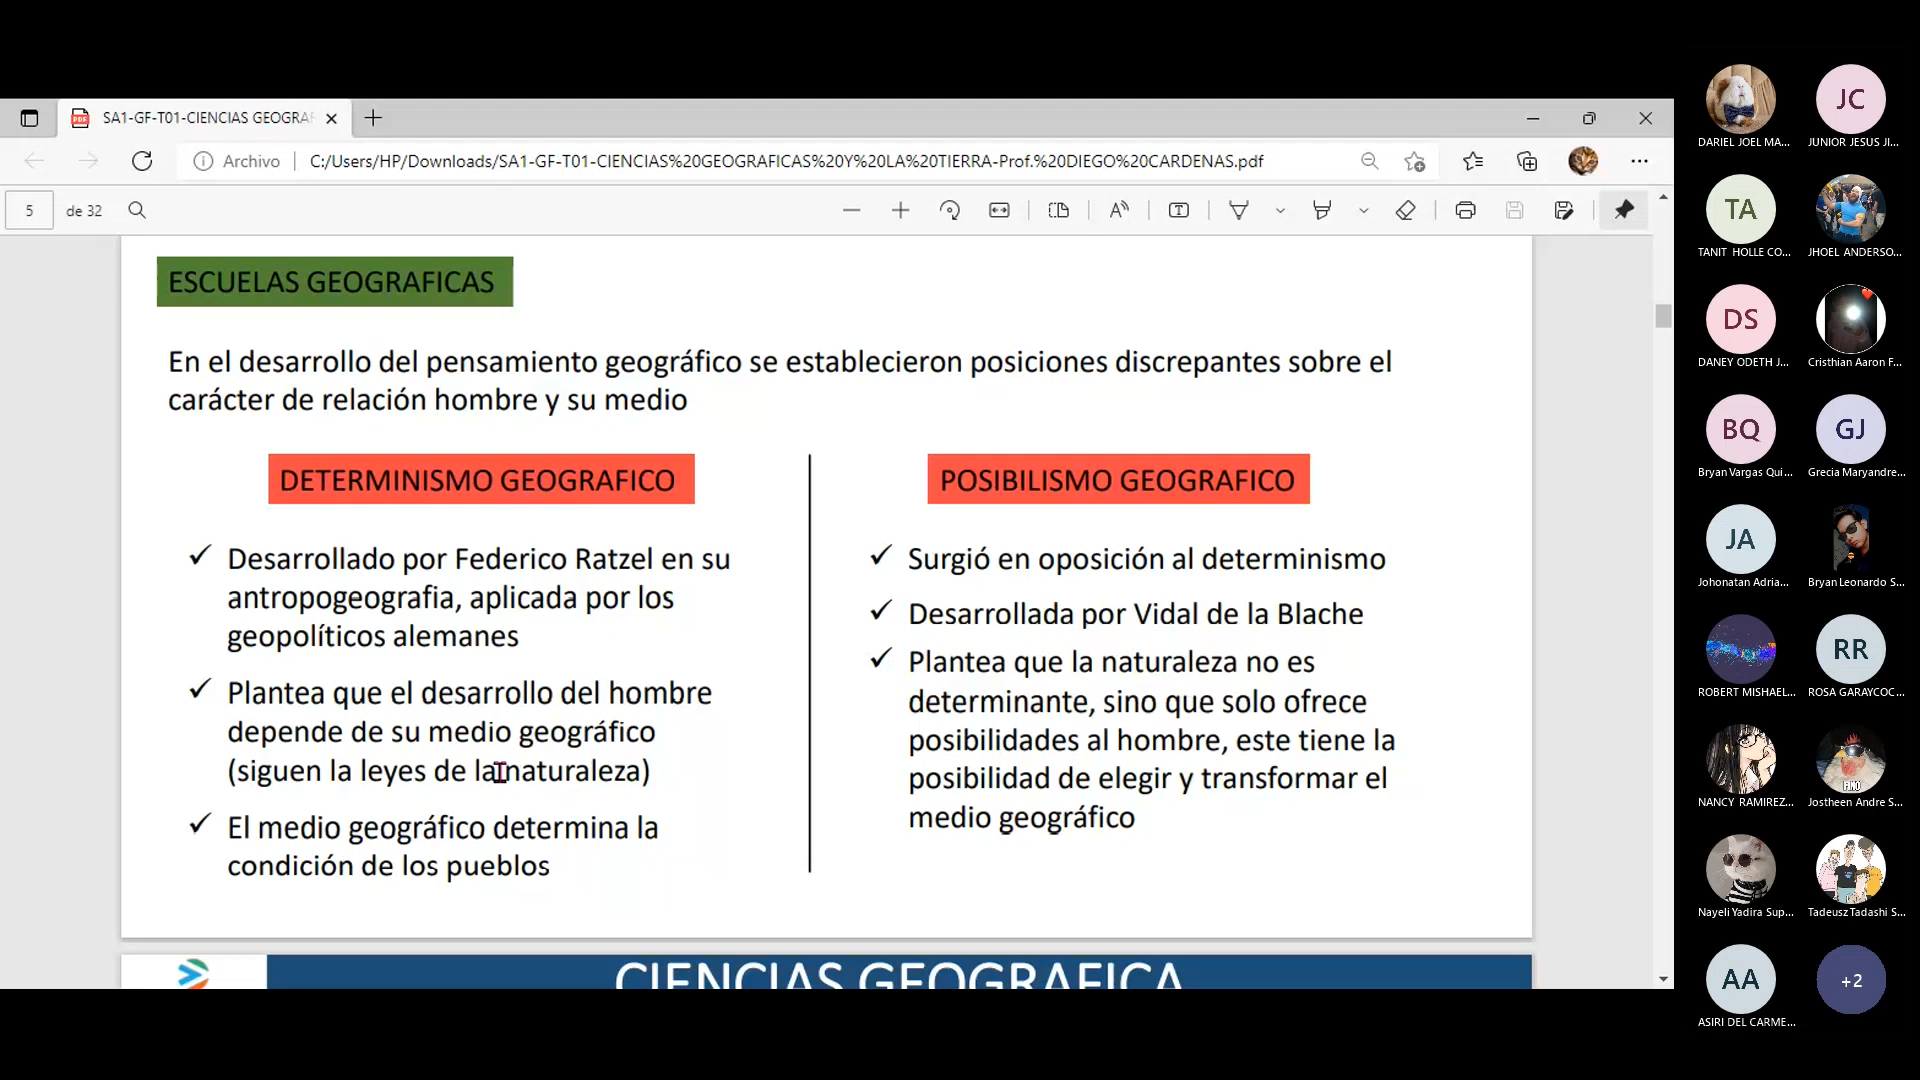 SA1-GF-T01-CIENCIAS GEOGRAF
Archivo
C:/Users/HP/Downloads/SA1-GF-T01-CIENCIAS%20GEOGRAFICAS%20Y%20LA%20TIERRA-Prof.%20DIEGO%20CARDENAS.pdf
5 de 32
ESCUELAS GEOGRAFICAS
En el desarrollo del pensamiento geográfico se establecieron posiciones discrepantes sobre el
carácter de relación hombre y su medio
DETERMINISMO GEOGRAFICO
Desarrollado por Federico Ratzel en su
antropogeografia, aplicada por los
geopolíticos alemanes
Plantea que el desarrollo del hombre
depende de su medio geográfico
(siguen la leyes de la naturaleza)
El medio geográfico determina la
condición de los pueblos
POSIBILISMO GEOGRAFICO
Surgió en oposición al determinismo
Desarrollada por Vidal de la Blache
Plantea que la naturaleza no es
determinante, sino que solo ofrece
posibilidades al hombre, este tiene la
posibilidad de elegir y transformar el
medio geográfico
CIENCIAS GEOGRAFICA
DARIEL JOEL MA...
JC
JUNIOR JESUS JI...
TA
TANIT HOLLE CO...
JHOEL ANDERSO...
DS
DANEY ODETH J...
Cristhian Aaron F...
BQ
Bryan Vargas Qui...
GJ
Grecia Maryandre...
JA
Johonatan Adria...
Bryan Leonardo S...
ROBERT MISHAEL...
RR
ROSA GARAYCOC...
NANCY RAMIREZ...
Jostheen Andre S...
Nayeli Yadira Sup...
Tadeusz Tadashi S...
AA
ASIRI DEL CARME...
+2